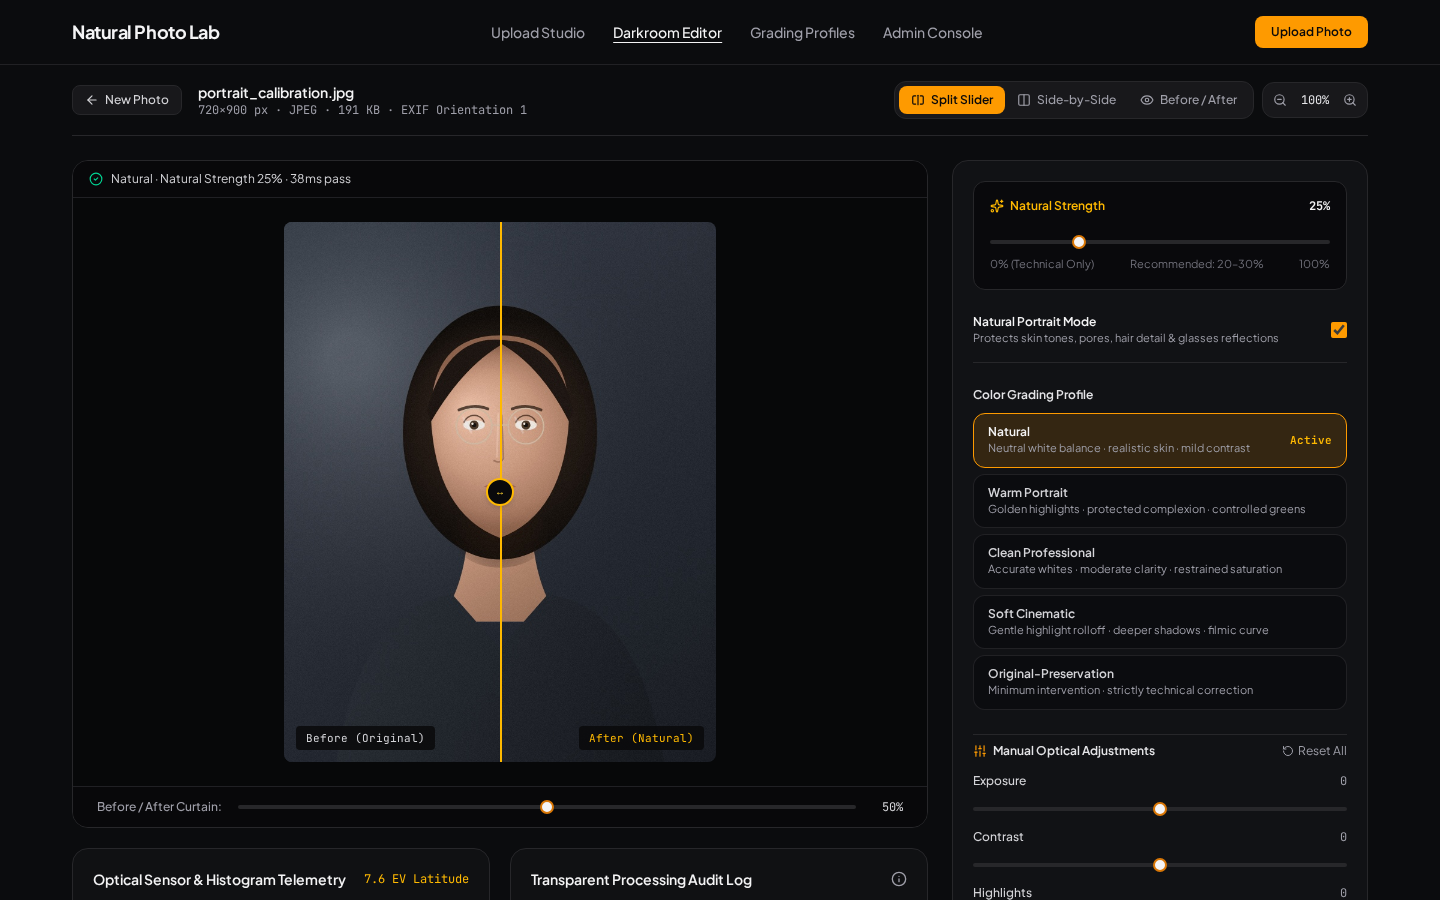 Natural Photo Lab
Upload Studio
Darkroom Editor
Grading Profiles
Admin Console
Upload Photo
New Photo
portrait_calibration.jpg
720×900 px · JPEG · 191 KB · EXIF Orientation 1
Split Slider
Side-by-Side
Before / After
100%
Natural · Natural Strength 25% · 38ms pass
Before (Original)
After (Natural)
Before / After Curtain:
50%
Optical Sensor & Histogram Telemetry
7.6 EV Latitude
Transparent Processing Audit Log
Natural Strength
25%
0% (Technical Only)
Recommended: 20–30%
100%
Natural Portrait Mode
Protects skin tones, pores, hair detail & glasses reflections
Color Grading Profile
Natural
Neutral white balance · realistic skin · mild contrast
Active
Warm Portrait
Golden highlights · protected complexion · controlled greens
Clean Professional
Accurate whites · moderate clarity · restrained saturation
Soft Cinematic
Gentle highlight rolloff · deeper shadows · filmic curve
Original-Preservation
Minimum intervention · strictly technical correction
Manual Optical Adjustments
Reset All
Exposure
0
Contrast
0
Highlights
0